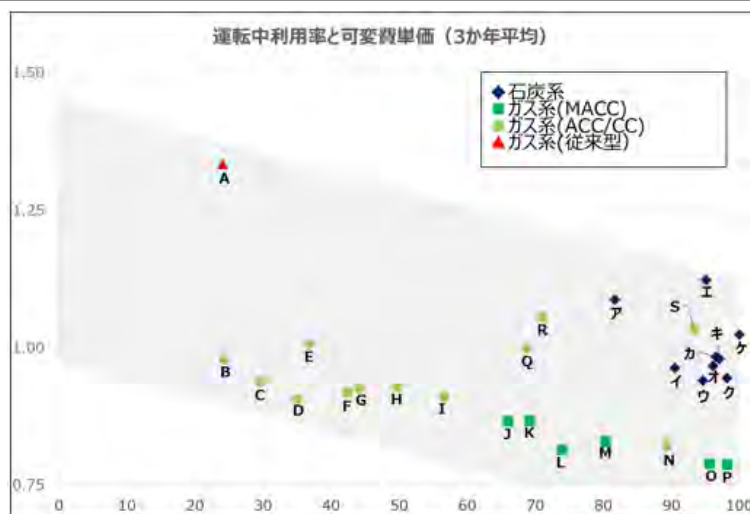 運転中利用率と可変費単価（3か年平均）
1.50
石炭系
ガス系(MACC)
ガス系(ACC/CC)
ガス系(従来型)
A
1.25
エ
S
ア
キ
R
ケ
1.00
E
Q
カ
B
イ
オ
C
ウ
ク
D
F
G
H
I
J
K
L
M
N
O
P
0.75
0
10
20
30
40
50
60
70
80
90
100